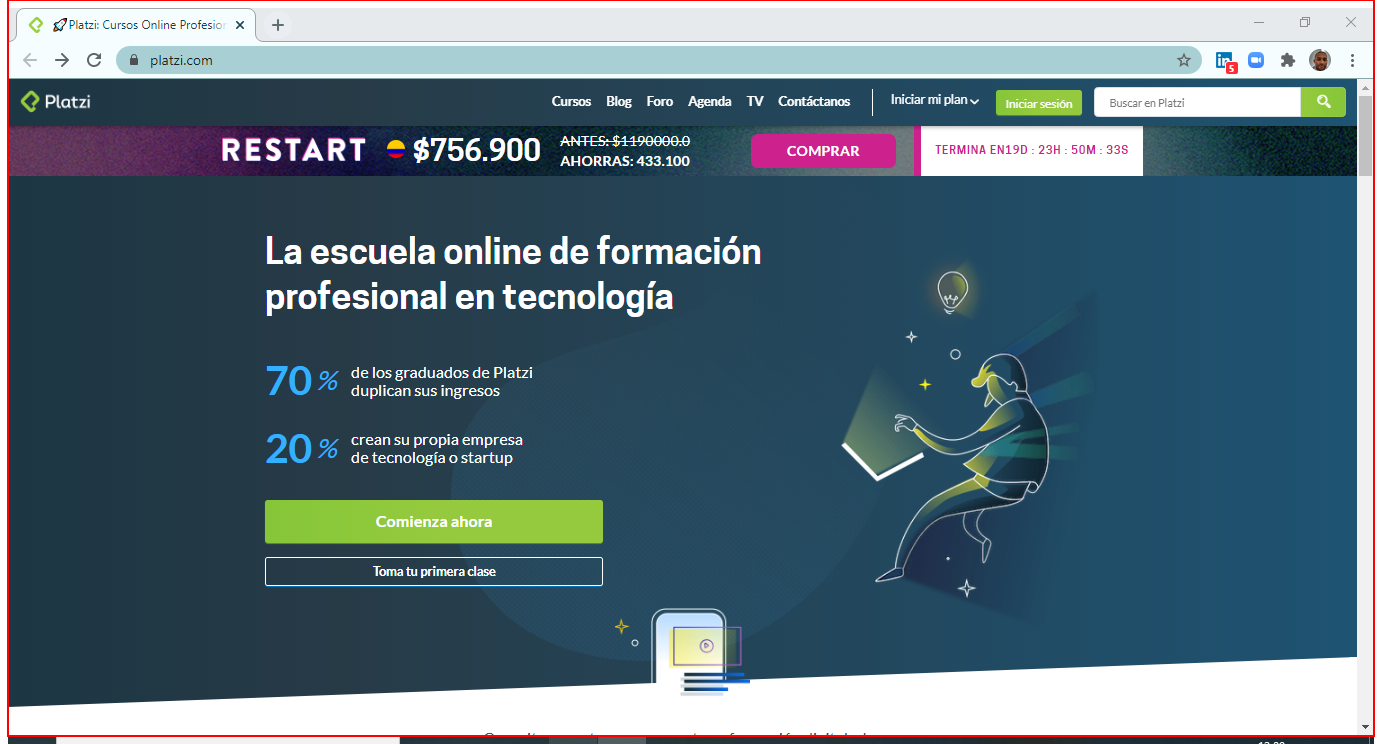 Platzi: Cursos Online Profesion
platzi.com
5
Platzi
Cursos Blog Foro Agenda TV Contáctanos Iniciar mi plan Iniciar sesión Buscar en Platzi
RESTART $756.900 ANTES: $1190000.0
AHORRAS: 433.100
COMPRAR
TERMINA EN19D : 23H : 50M : 33S
La escuela online de formación
profesional en tecnología
70 % de los graduados de Platzi
duplican sus ingresos
20 % crean su propia empresa
de tecnología o startup
Comienza ahora
Toma tu primera clase